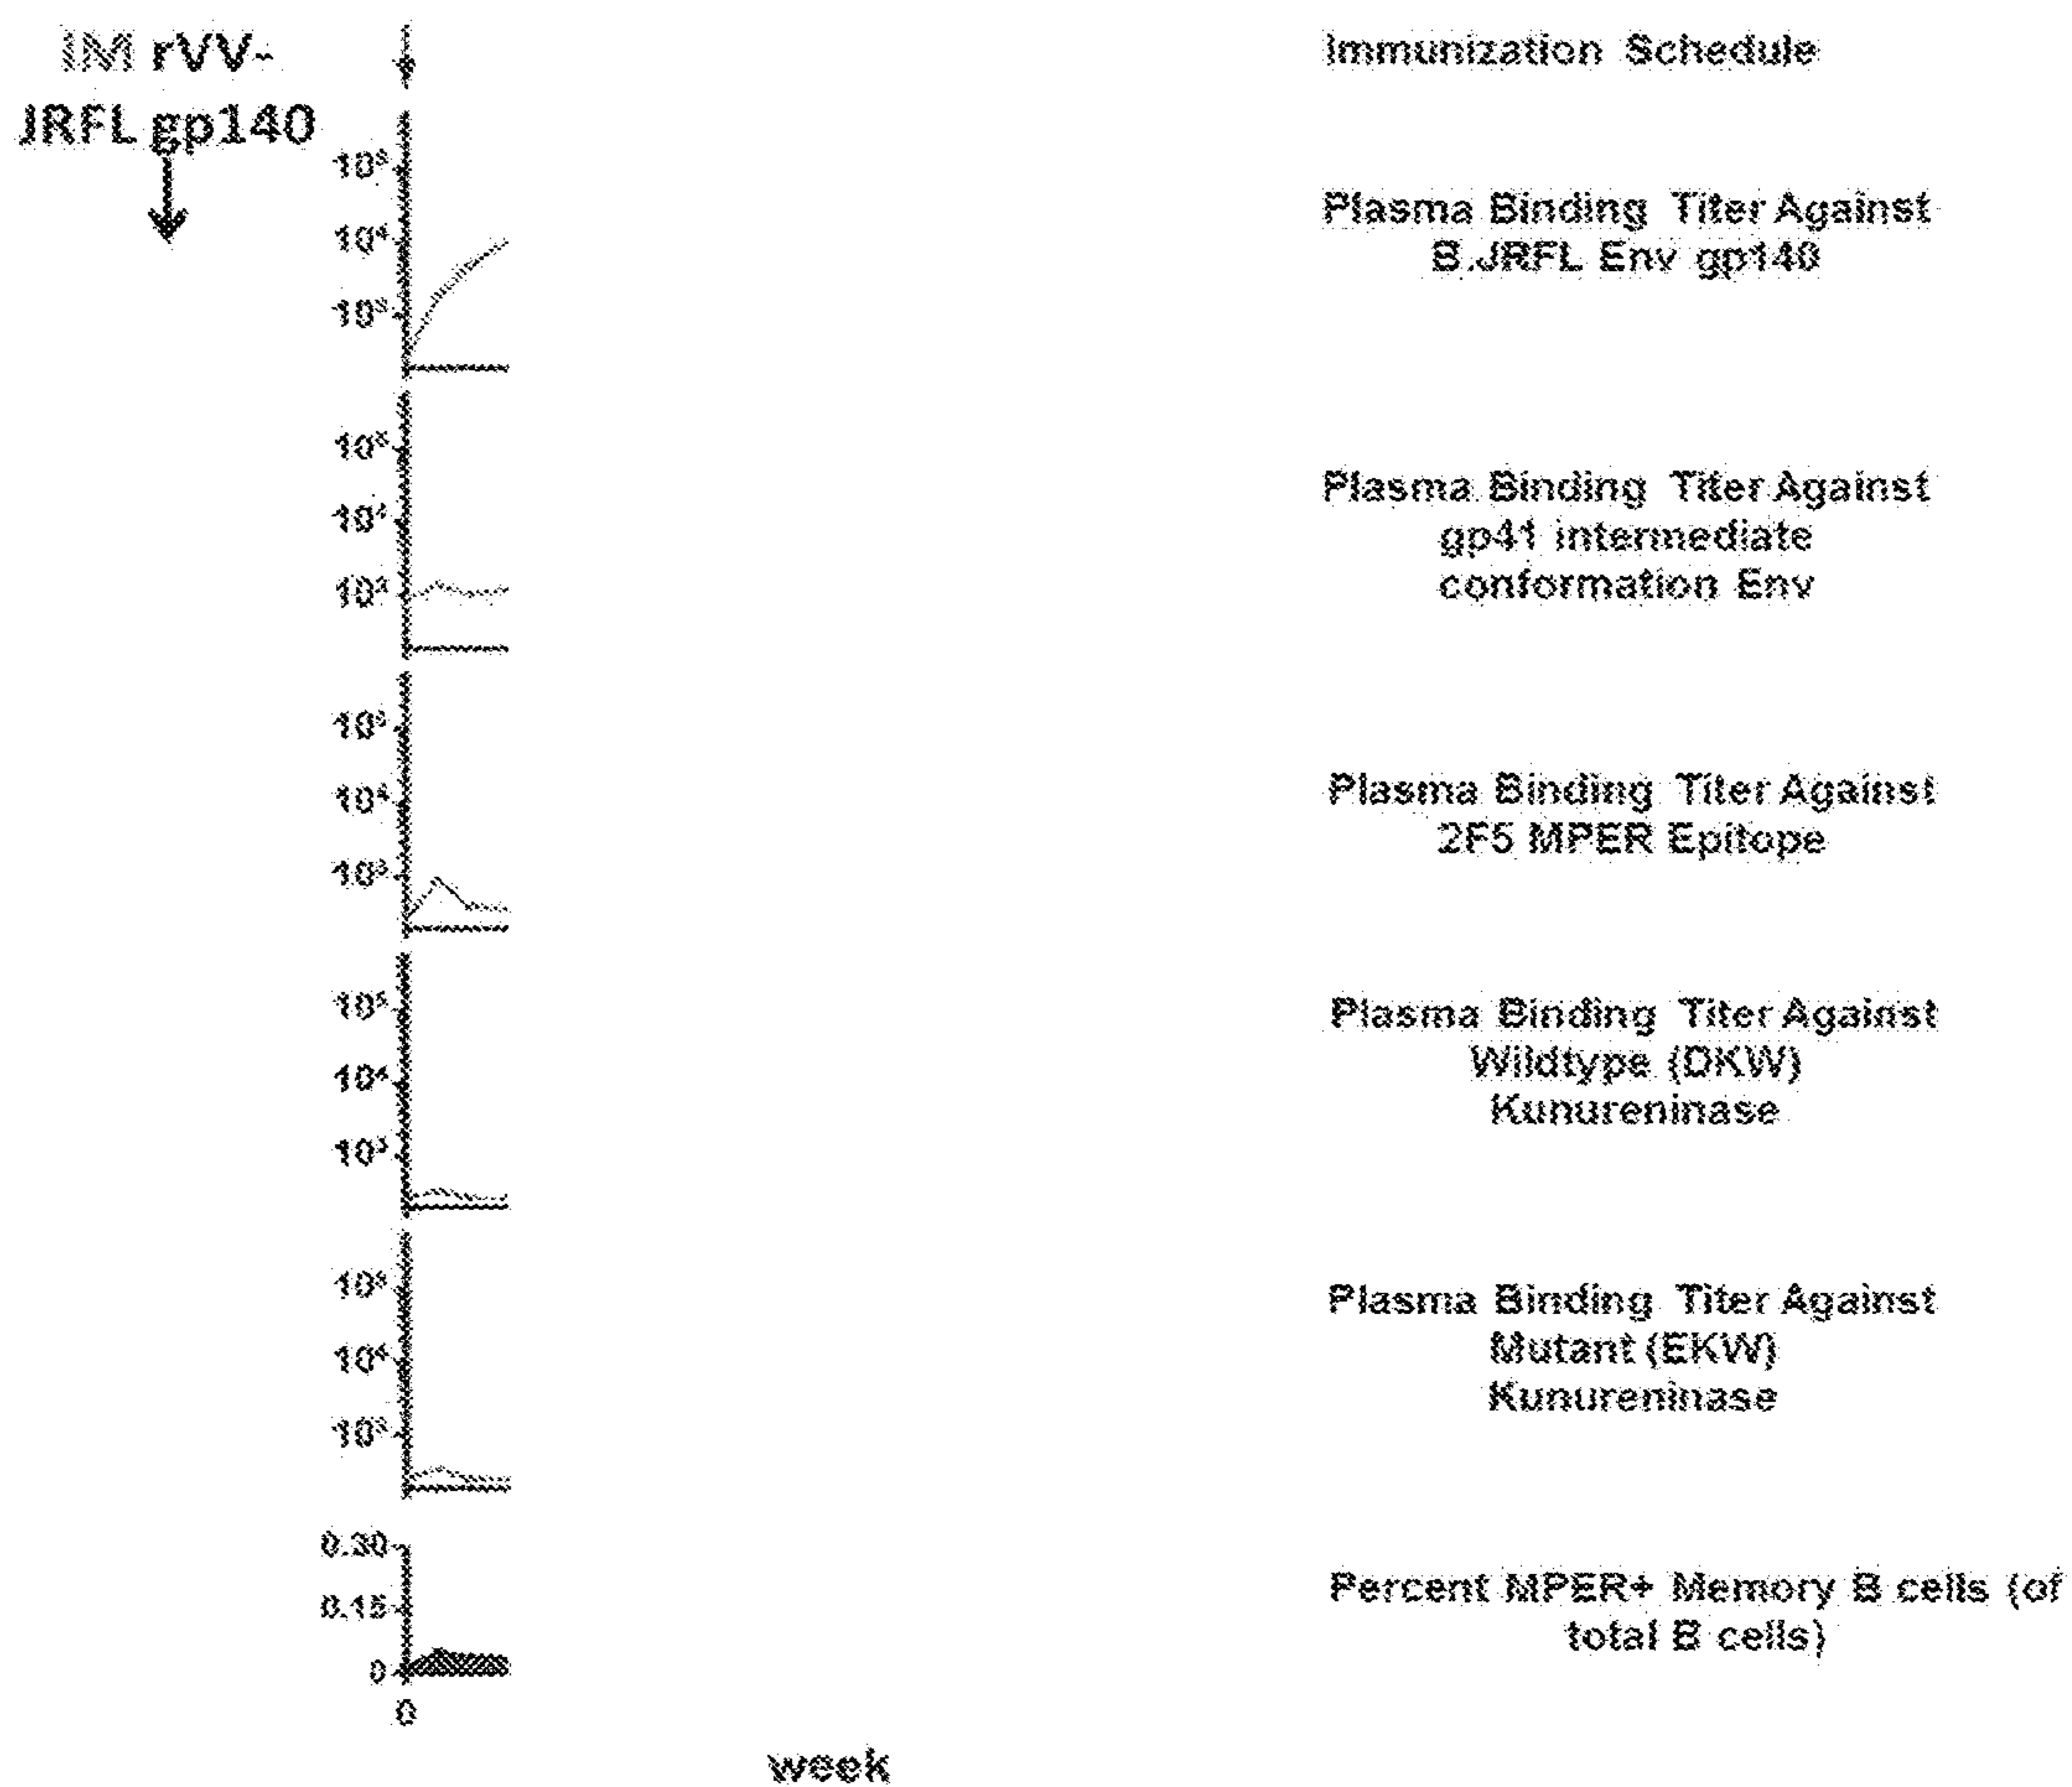 IM rVV-
JRFL gp140
Immunization Schedule
10⁵
10⁴
10³
Plasma Binding Titer Against
B.JRFL Env gp140
10⁵
10⁴
10³
Plasma Binding Titer Against
gp41 intermediate
conformation Env
10⁵
10⁴
10³
Plasma Binding Titer Against
2F5 MPER Epitope
10⁵
10⁴
10³
Plasma Binding Titer Against
Wildtype (DKW)
Kunureninase
10⁵
10⁴
10³
Plasma Binding Titer Against
Mutant (EKW)
Kunureninase
0.30
0.15
0
Percent MPER+ Memory B cells (of
total B cells)
0
week